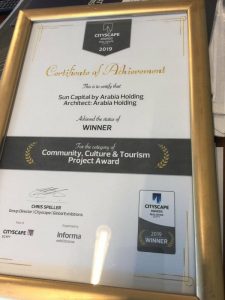 CITYSCAPE
AWARDS
2019
Certificate of Achievement
This is to certify that
Sun Capital by Arabia Holding
Architect: Arabia Holding
Achieved the status of
WINNER
For the category of
Community, Culture & Tourism
Project Award
CHRIS SPELLER
Group Director | Cityscape | Global Exhibitions
CITYSCAPE
EGYPT
informa
CITYSCAPE
AWARDS
2019
WINNER